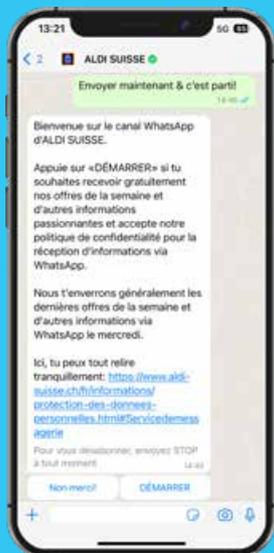 13:21
5G
2
ALDI SUISSE
Envoyer maintenant & c'est parti!
Bienvenue sur le canal WhatsApp
d'ALDI SUISSE.
Appuie sur «DÉMARRER» si tu
souhaites recevoir gratuitement
nos offres de la semaine et
d'autres informations
passionnantes et accepte notre
politique de confidentialité pour la
réception d'informations via
WhatsApp.
Nous t'enverrons généralement les
dernières offres de la semaine et
d'autres informations via
WhatsApp le mercredi.
Ici, tu peux tout relire
tranquillement: https://www.aldi-
suisse.ch/fr/informations/
protection-des-donnees-
personnelles.html#Servicedemess
agerie
Pour vous désabonner, envoyez STOP
à tout moment
Non merci!
DÉMARRER